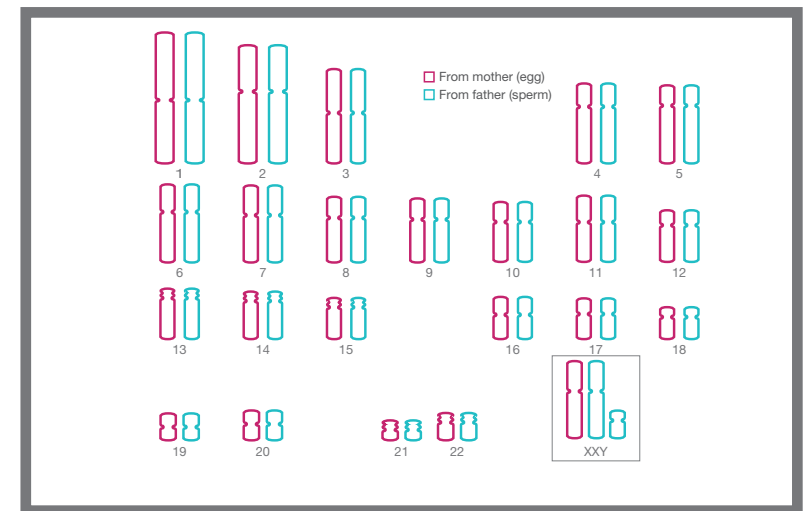 From mother (egg)
From father (sperm)
1 2 3 4 5
6 7 8 9 10 11 12
13 14 15 16 17 18
19 20 21 22 XXY